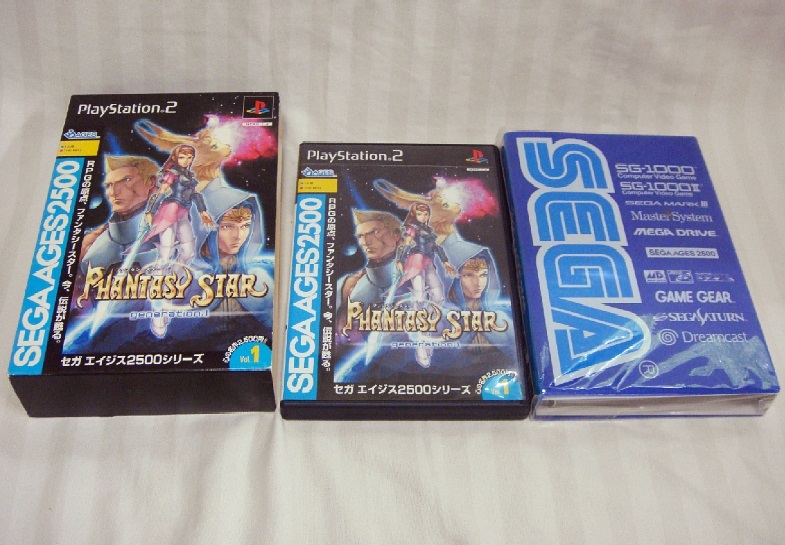 PlayStation.2
AGES
SEGA AGES 2500
RPGの原点、ファンタシースター。今、伝説が甦る。
PHANTASY STAR
generation:1
セガ エイジス2500シリーズ
Vol.1
PlayStation.2
AGES
SEGA AGES 2500
RPGの原点、ファンタシースター。今、伝説が甦る。
PHANTASY STAR
generation:1
セガ エイジス2500シリーズ
Vol.1
SEGA
SG-1000
Computer Video Game
SG-1000II
Computer Video Game
SEGA MARK III
Master System
MEGA DRIVE
SEGA AGES 2500
GAME GEAR
SEGA SATURN
Dreamcast